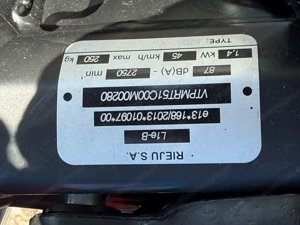 RIEJU S.A.
L1e-B
e13*168/2013*01097*00
VTPMRT51C00M00280
87 dB(A) - 2750 min⁻¹
1,4 kW 45 km/h max 250 kg
TYPE: